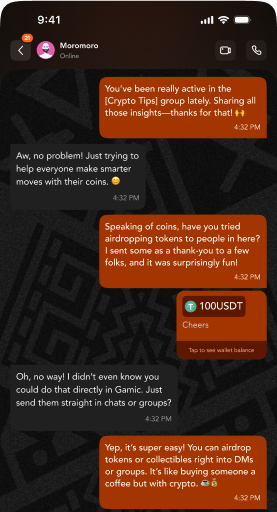 9:41
21
Moromoro
Online
You've been really active in the
[Crypto Tips] group lately. Sharing all
those insights—thanks for that! 🙌
4:32 PM
Aw, no problem! Just trying to
help everyone make smarter
moves with their coins. 😄
4:32 PM
Speaking of coins, have you tried
airdropping tokens to people in here?
I sent some as a thank-you to a few
folks, and it was surprisingly fun!
4:32 PM
100USDT
Cheers
Tap to see wallet balance
Oh, no way! I didn't even know you
could do that directly in Gamic. Just
send them straight in chats or groups?
4:32 PM
Yep, it's super easy! You can airdrop
tokens or collectibles right into DMs
or groups. It's like buying someone a
coffee but with crypto. ☕💰
4:32 PM